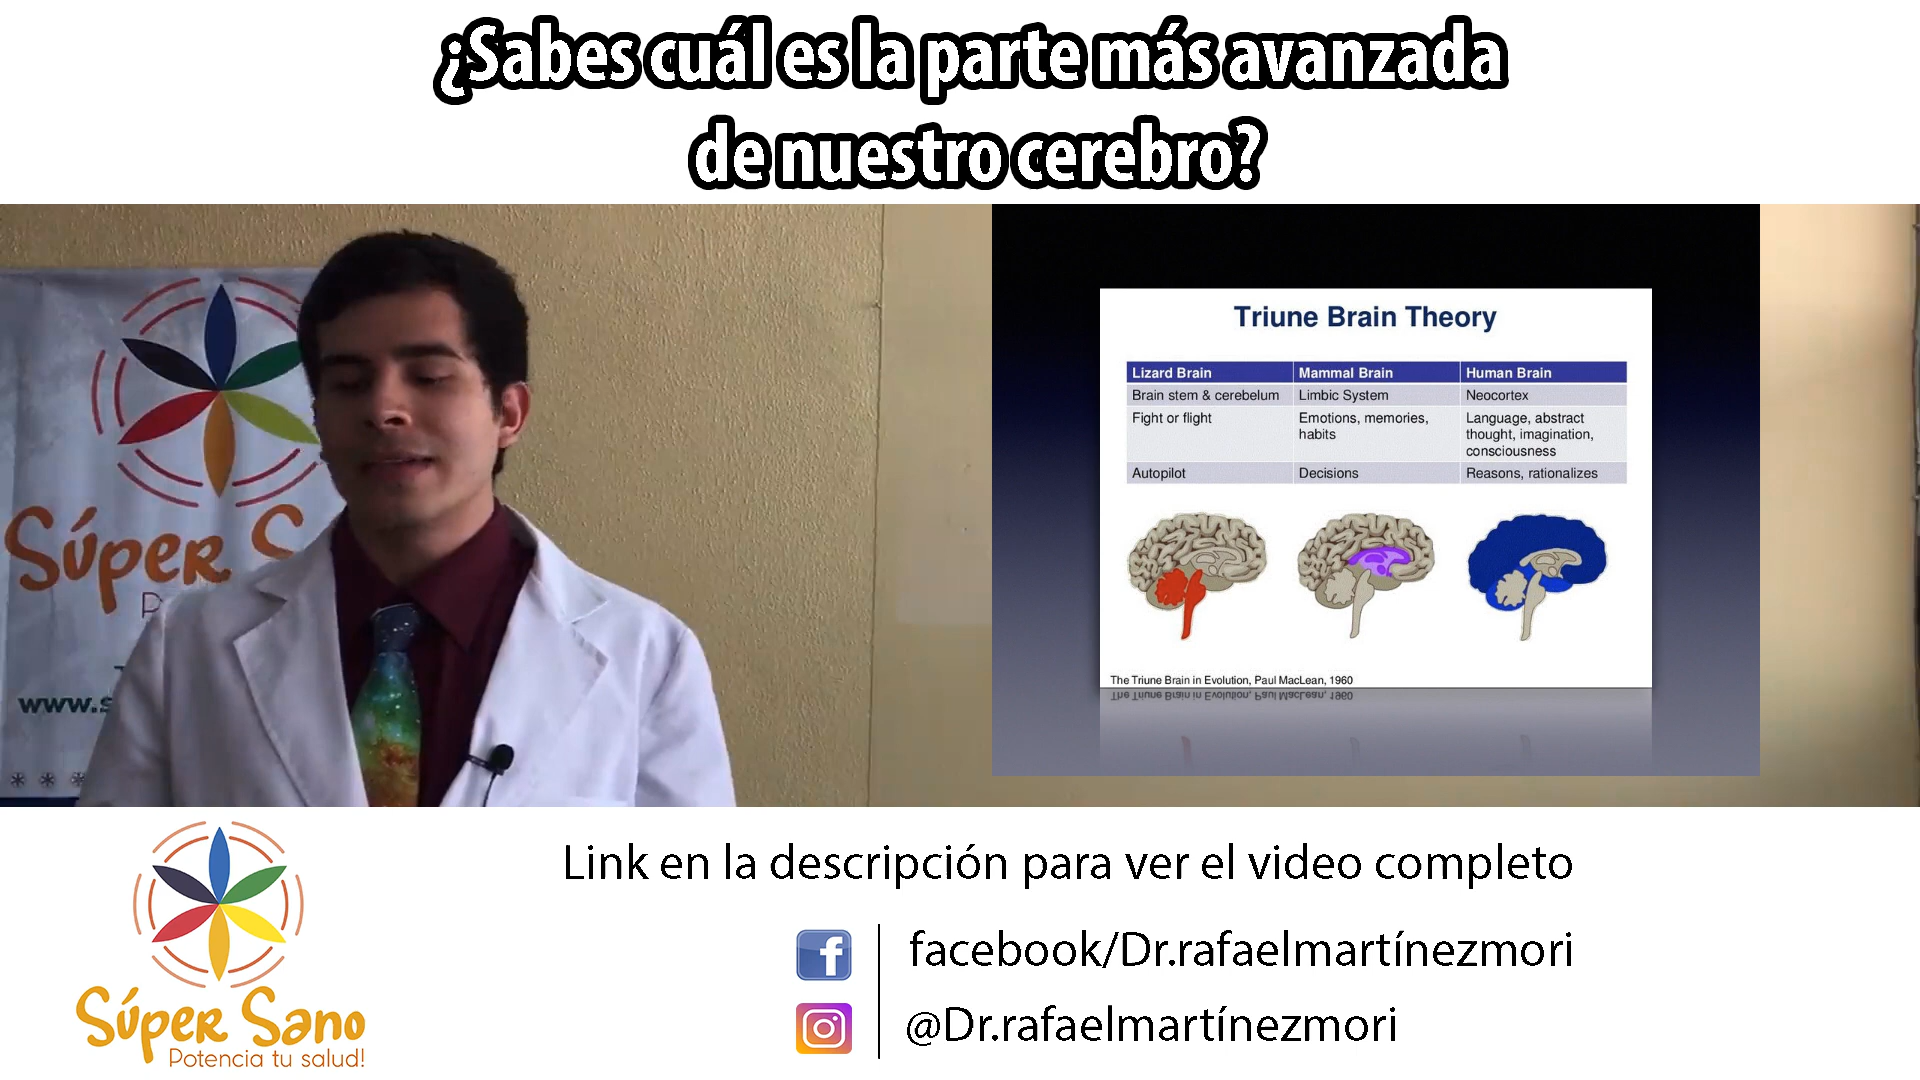 ¿Sabes cuál es la parte más avanzada
de nuestro cerebro?
Súper S
P
www.s
Triune Brain Theory
Lizard Brain Mammal Brain Human Brain
Brain stem & cerebelum Limbic System Neocortex
Fight or flight Emotions, memories, habits Language, abstract thought, imagination, consciousness
Autopilot Decisions Reasons, rationalizes
The Triune Brain in Evolution, Paul MacLean, 1960
Súper Sano
Potencia tu salud!
Link en la descripción para ver el video completo
facebook/Dr.rafaelmartínezmori
@Dr.rafaelmartínezmori